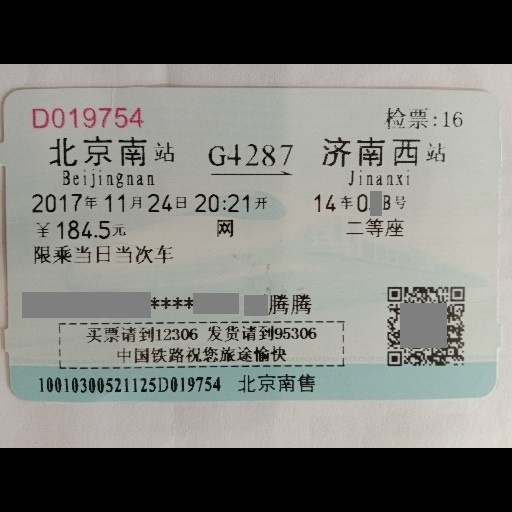 D019754 检票:16
北京南站 G4287 济南西站
Beijingnan Jinanxi
2017年11月24日20:21开 14车0 B号
￥184.5元 网 二等座
限乘当日当次车
**** 腾腾
买票请到12306 发货请到95306
中国铁路祝您旅途愉快
10010300521125D019754 北京南售